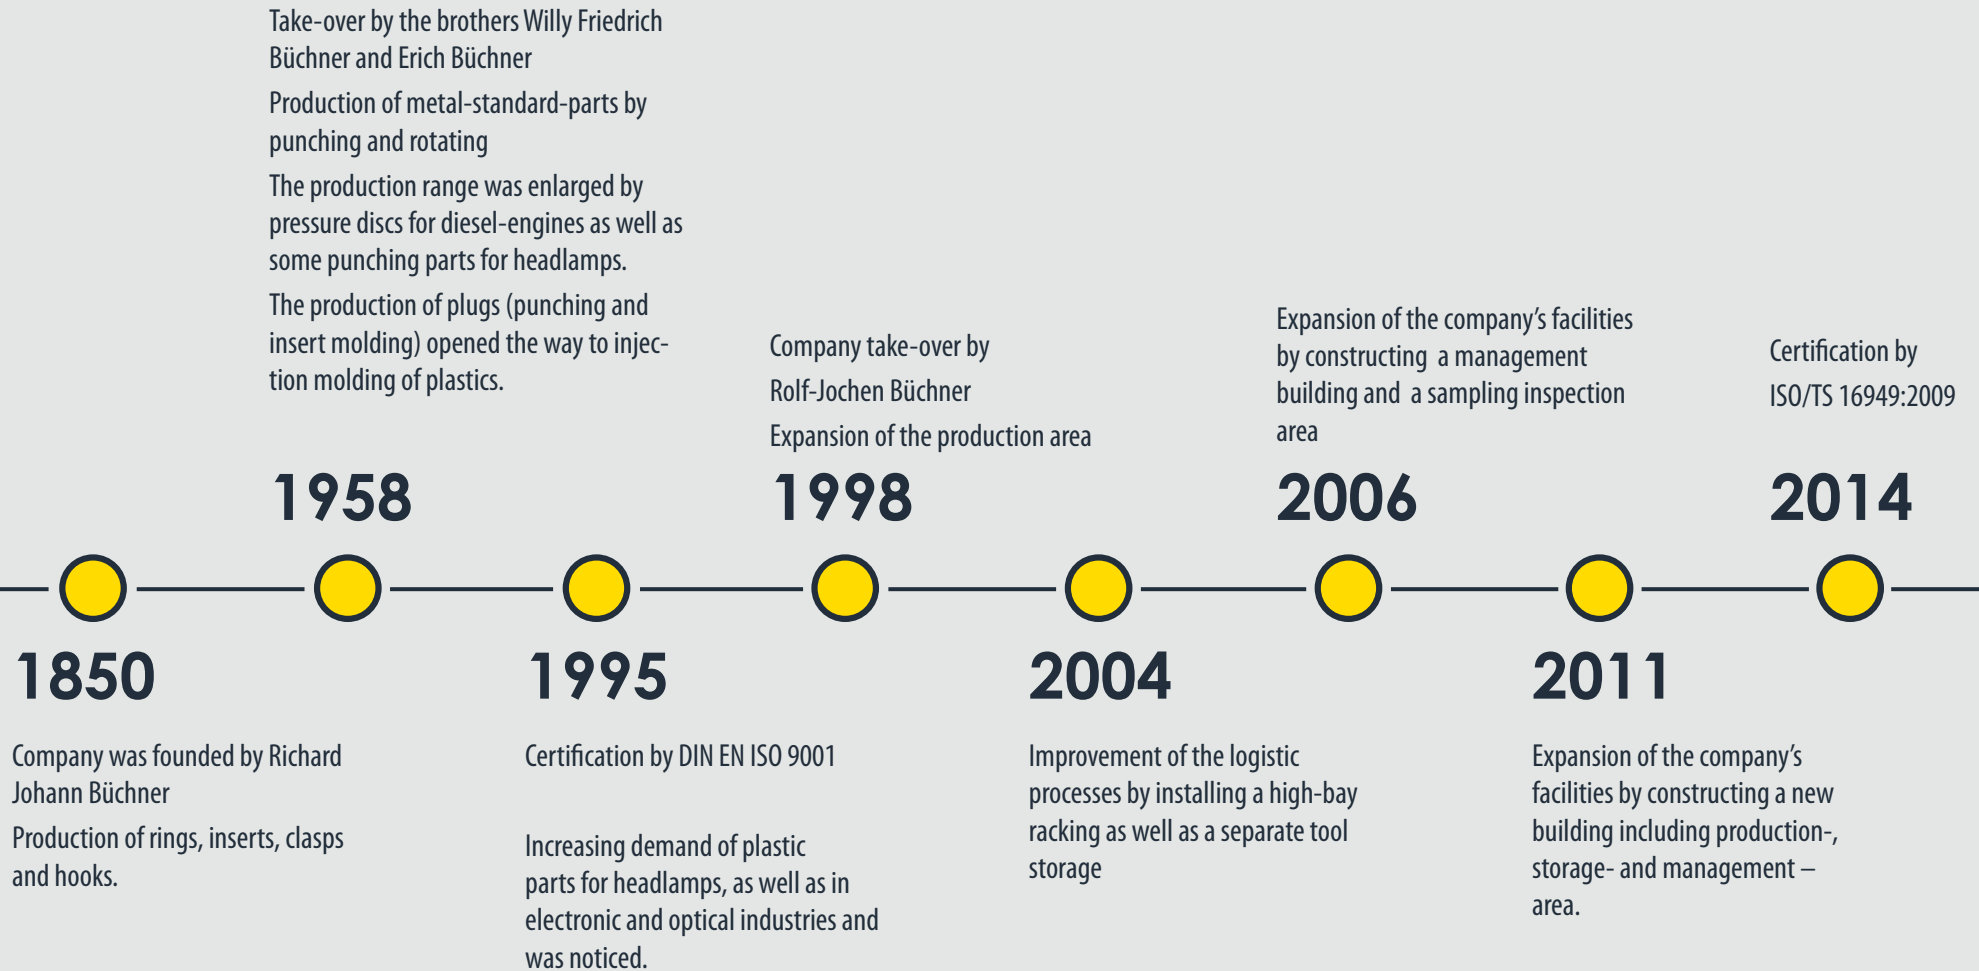 Take-over by the brothers Willy Friedrich
Büchner and Erich Büchner
Production of metal-standard-parts by
punching and rotating
The production range was enlarged by
pressure discs for diesel-engines as well as
some punching parts for headlamps.
The production of plugs (punching and
insert molding) opened the way to injec-
tion molding of plastics.
1958
Company take-over by
Rolf-Jochen Büchner
Expansion of the production area
1998
Expansion of the company's facilities
by constructing  a management
building and  a sampling inspection
area
2006
Certification by
ISO/TS 16949:2009
2014
1850
Company was founded by Richard
Johann Büchner
Production of rings, inserts, clasps
and hooks.
1995
Certification by DIN EN ISO 9001
Increasing demand of plastic
parts for headlamps, as well as in
electronic and optical industries and
was noticed.
2004
Improvement of the logistic
processes by installing a high-bay
racking as well as a separate tool
storage
2011
Expansion of the company's
facilities by constructing a new
building including production-,
storage- and management –
area.